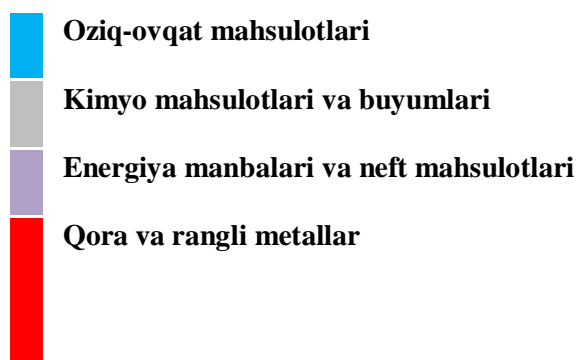 Oziq-ovqat mahsulotlari
Kimyo mahsulotlari va buyumlari
Energiya manbalari va neft mahsulotlari
Qora va rangli metallar